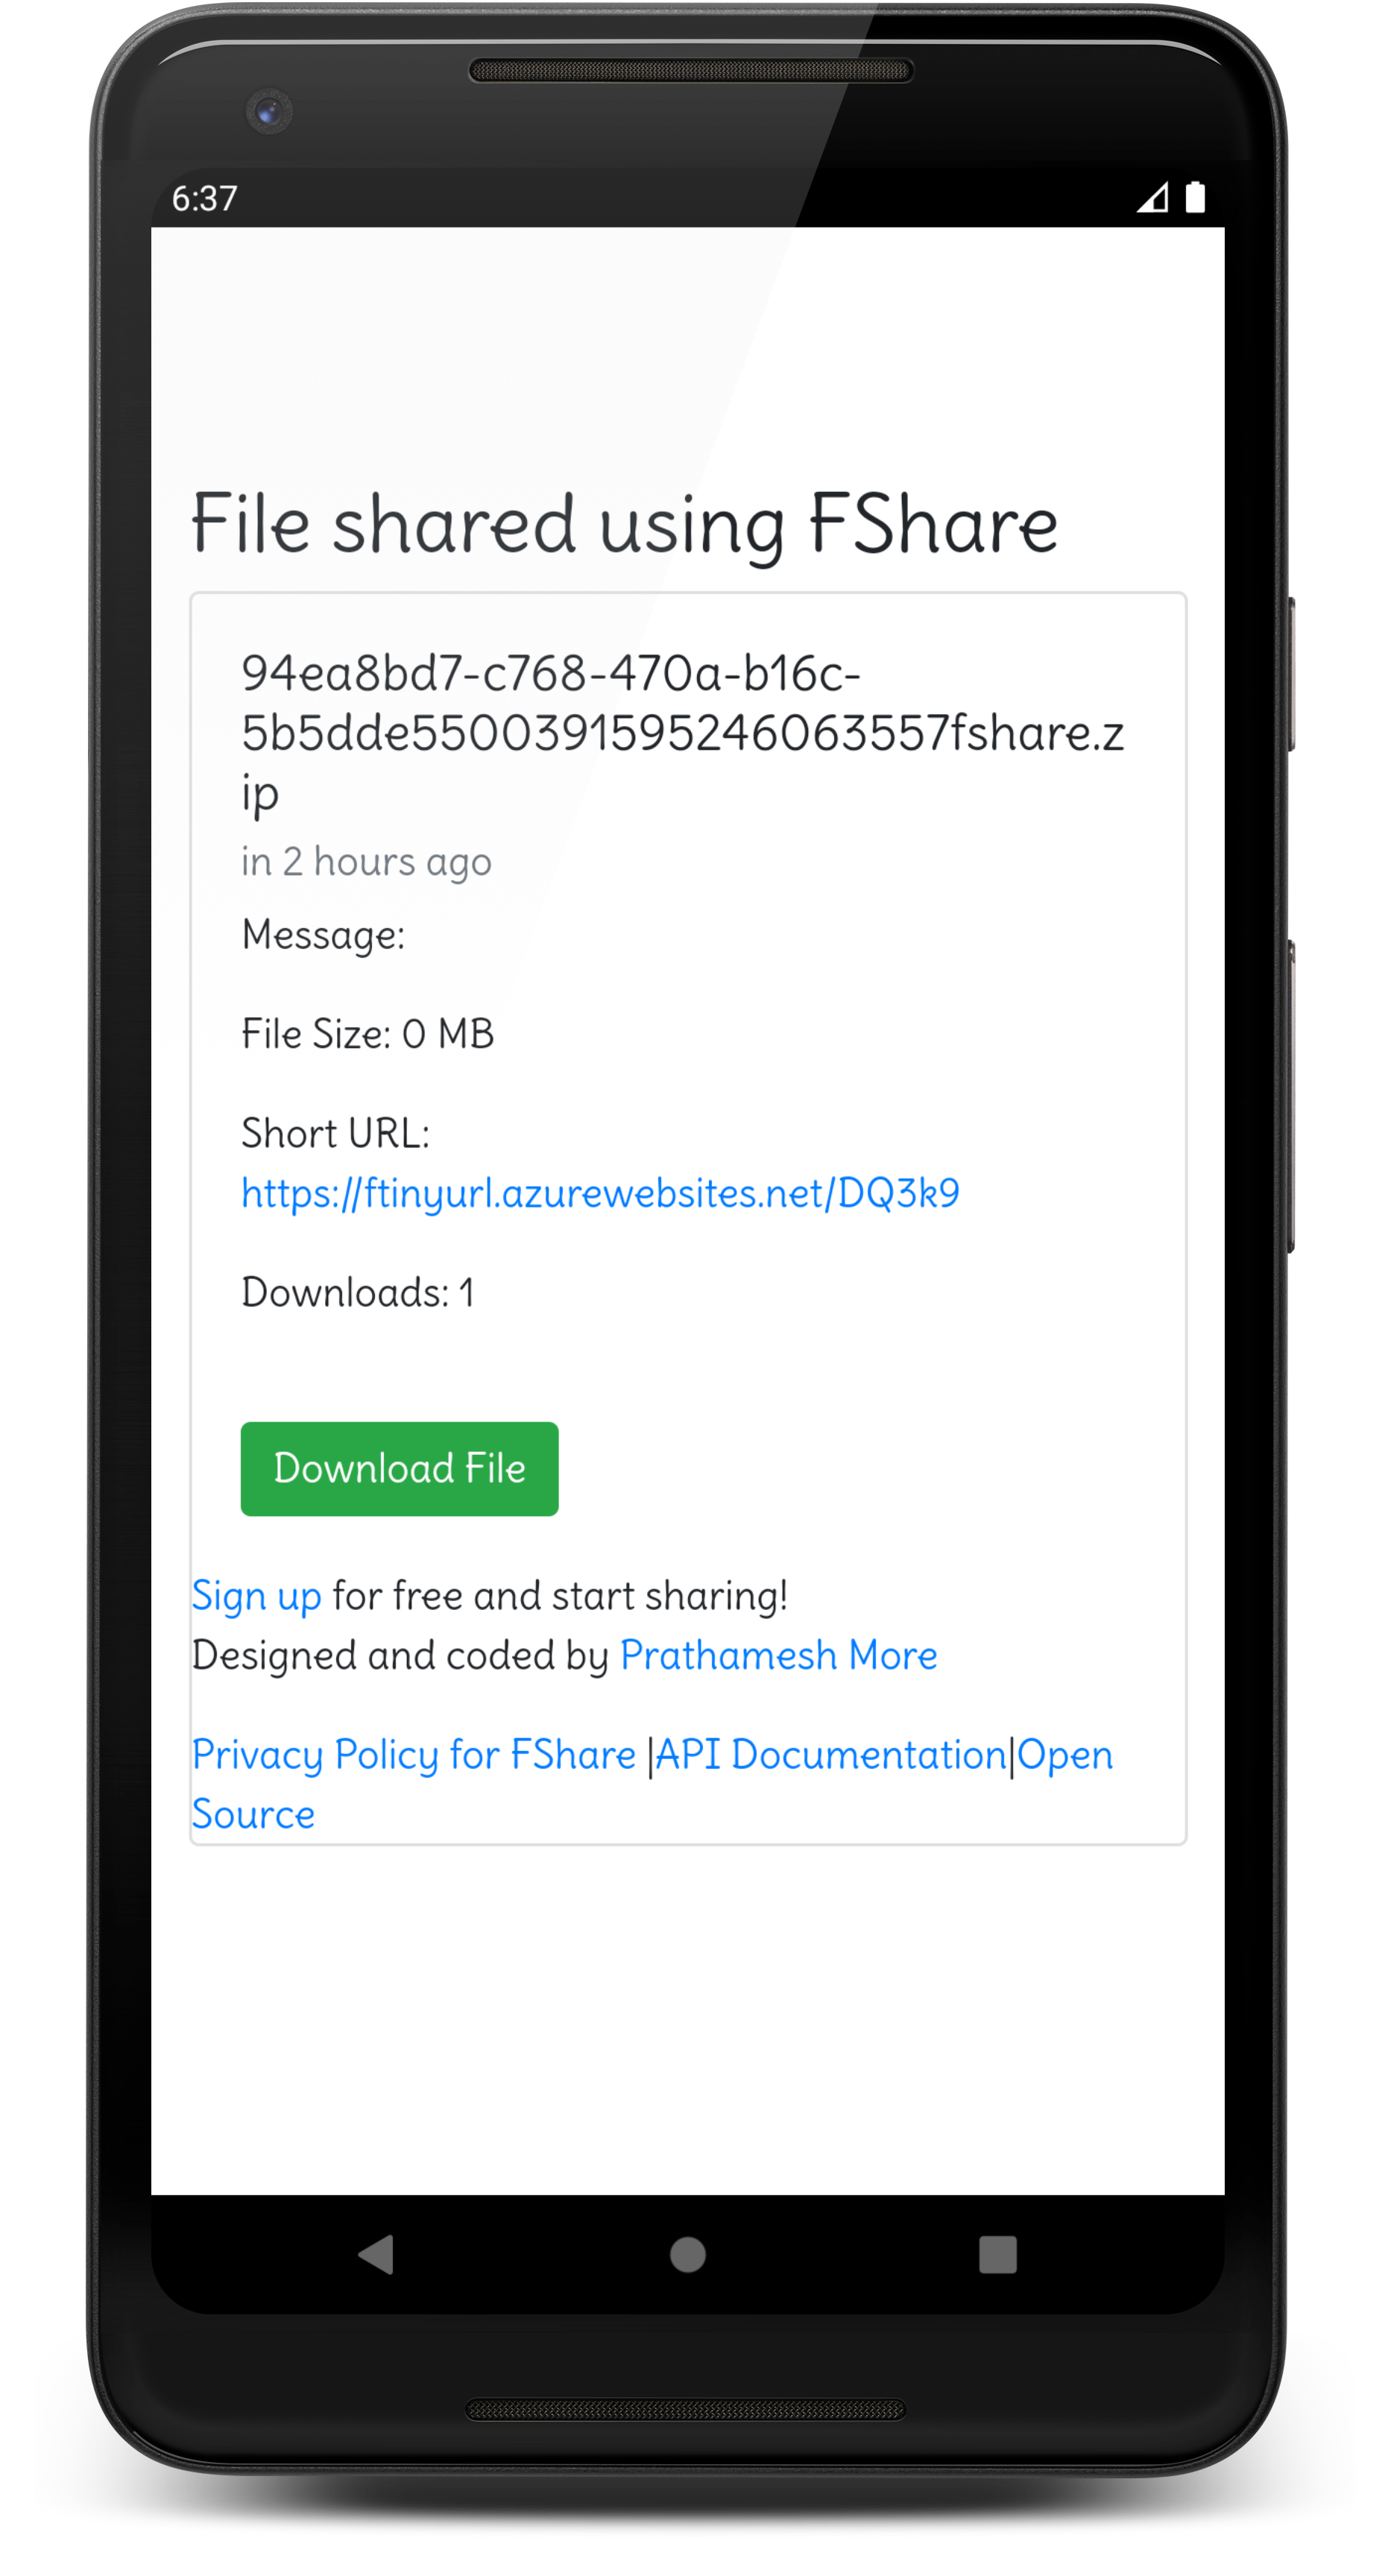 6:37
File shared using FShare
94ea8bd7-c768-470a-b16c-
5b5dde5500391595246063557fshare.z
ip
in 2 hours ago
Message:
File Size: 0 MB
Short URL:
https://ftinyurl.azurewebsites.net/DQ3k9
Downloads: 1
Download File
Sign up for free and start sharing!
Designed and coded by Prathamesh More
Privacy Policy for FShare |API Documentation|Open
Source